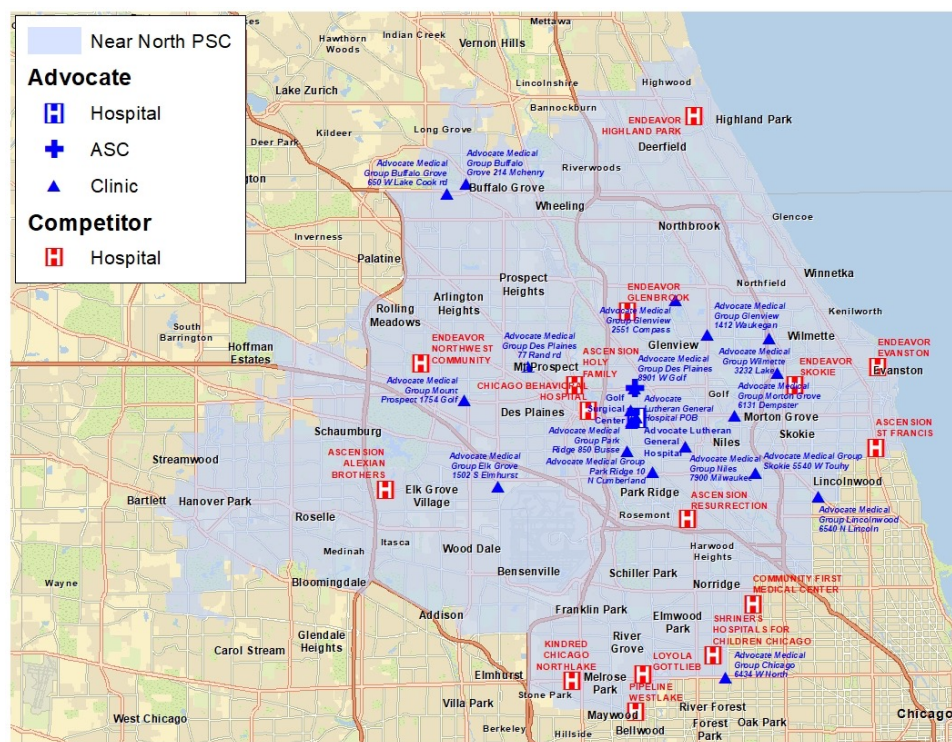 Near North PSC
Advocate
Hospital
ASC
Clinic
Competitor
Hospital
Mettawa
Indian Creek
Hawthorn
Woods
Vernon Hills
Lincolnshire
Highwood
Lake Zurich
Bannockburn
ENDEAVOR
HIGHLAND PARK
Highland Park
Kildeer
Long Grove
Deer Park
Deerfield
Advocate Medical
Group Buffalo Grove
650 W Lake Cook rd
Advocate Medical
Group Buffalo
Grove 214 Mchenry
Riverwoods
Buffalo Grove
Wheeling
Glencoe
Northbrook
Inverness
Palatine
Winnetka
Prospect
Heights
Northfield
Arlington
Heights
Rolling
Meadows
ENDEAVOR
GLENBROOK
Advocate Medical
Group Glenview
2551 Compass
Advocate Medical
Group Glenview
1412 Waukegan
Kenilworth
South
Barrington
Hoffman
Estates
ENDEAVOR
NORTHWEST
COMMUNITY
Advocate Medical
Group Des Plaines
77 Rand rd
Mt Prospect
ASCENSION
HOLY
FAMILY
Glenview
Wilmette
ENDEAVOR
EVANSTON
Evanston
Advocate Medical
Group Des Plaines
8901 W Golf
Advocate Medical
Group Wilmette
3232 Lake
ENDEAVOR
SKOKIE
Advocate Medical
Group Mount
Prospect 1754 Golf
CHICAGO BEHAVIORAL
HOSPITAL
Golf
Surgical
Center
Advocate
Lutheran General
Hospital POB
Golf
Advocate Medical
Group Morton Grove
6131 Dempster
Des Plaines
Morton Grove
Schaumburg
Advocate Medical
Group Park
Ridge 850 Busse
Advocate Lutheran
General
Hospital
Niles
Skokie
ASCENSION
ST FRANCIS
Streamwood
ASCENSION
ALEXIAN
BROTHERS
Advocate Medical
Group Elk Grove
1502 S Elmhurst
Advocate Medical Group
Park Ridge 10
N Cumberland
Advocate Medical
Group Niles
7900 Milwaukee
Advocate Medical Group
Skokie 5540 W Touhy
Lincolnwood
Bartlett
Hanover Park
Elk Grove
Village
Park Ridge
Advocate Medical
Group Lincolnwood
6540 N Lincoln
Roselle
Rosemont
ASCENSION
RESURRECTION
Medinah
Itasca
Wood Dale
Harwood
Heights
Wayne
Bloomingdale
Bensenville
Schiller Park
Norridge
COMMUNITY FIRST
MEDICAL CENTER
Addison
Franklin Park
Elmwood
Park
SHRINERS
HOSPITALS FOR
CHILDREN CHICAGO
Carol Stream
Glendale
Heights
River
Grove
KINDRED
CHICAGO
NORTHLAKE
LOYOLA
GOTTLIEB
Advocate Medical
Group Chicago
6434 W North
Elmhurst
Stone Park
Melrose
Park
PIPELINE
WESTLAKE
Villa Park
West Chicago
Maywood
River Forest
Chicago
Berkeley
Hillside
Bellwood
Forest
Park
Oak Park